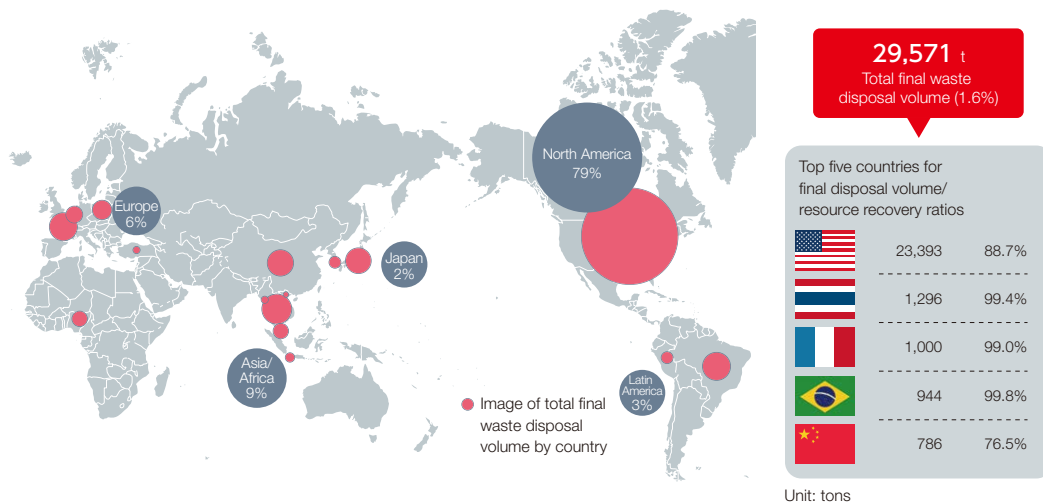 29,571 t
Total final waste
disposal volume (1.6%)
North America
79%
Europe
6%
Japan
2%
Asia/
Africa
9%
Latin
America
3%
Image of total final
waste disposal
volume by country
Top five countries for
final disposal volume/
resource recovery ratios
23,393 88.7%
1,296 99.4%
1,000 99.0%
944 99.8%
786 76.5%
Unit: tons